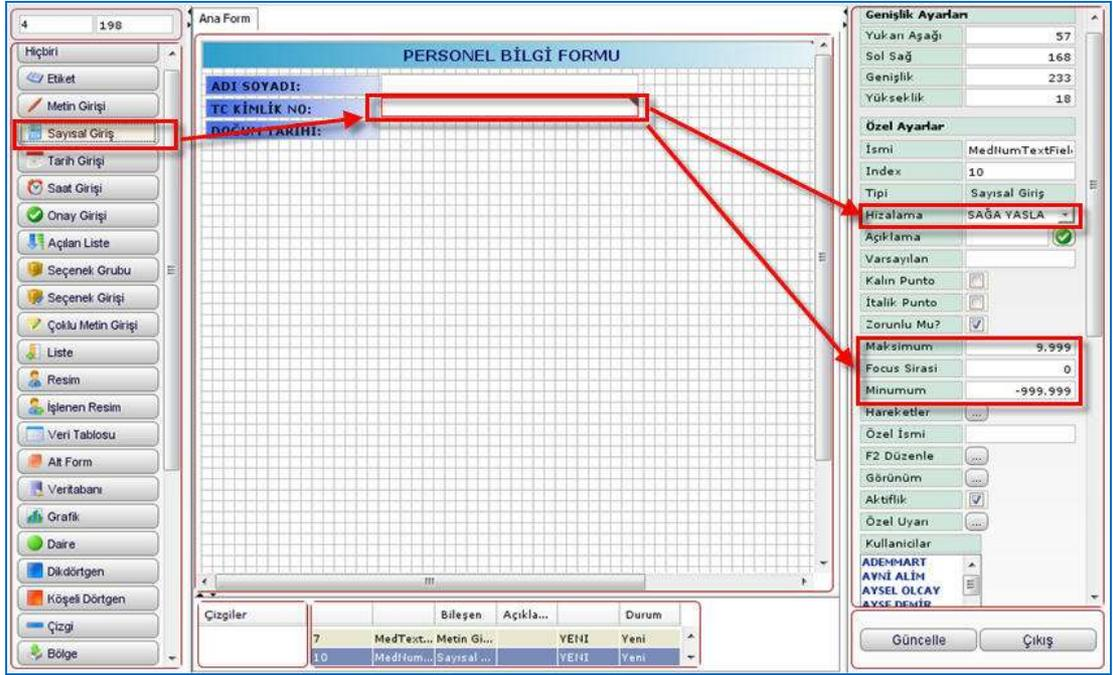 4 198
Hiçbiri
Etiket
Metin Girişi
Sayısal Giriş
Tarih Girişi
Saat Girişi
Onay Girişi
Açılan Liste
Seçenek Grubu
Seçenek Girişi
Çoklu Metin Girişi
Liste
Resim
İşlenen Resim
Veri Tablosu
Alt Form
Veritabanı
Grafik
Daire
Dikdörtgen
Köşeli Dörtgen
Çizgi
Bölge
Ana Form
PERSONEL BİLGİ FORMU
ADI SOYADI:
TC KİMLİK NO:
DOĞUM TARIHI:
Çizgiler
Bileşen Açıkla... Durum
7 MedText... Metin Gi... YENI Yeni
10 MedNum... Sayısal ... YENI Yeni
Genişlik Ayarları
Yukarı Aşağı 57
Sol Sağ 168
Genişlik 233
Yükseklik 18
Özel Ayarlar
İsmi MedNumTextFiel
Index 10
Tipi Sayısal Giriş
Hizalama SAĞA YASLA
Açıklama
Varsayılan
Kalın Punto
İtalik Punto
Zorunlu Mu?
Maksimum 9.999
Focus Sirasi 0
Minumum -999.999
Hareketler ...
Özel İsmi
F2 Düzenle ...
Görünüm ...
Aktiflik
Özel Uyarı ...
Kullanicilar
ADEMMART
AYNİ ALİM
AYSEL OLCAY
AYSE DEMİR
Güncelle Çıkış